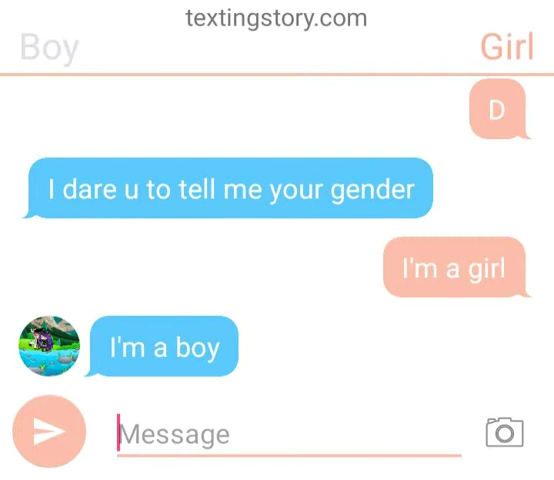 textingstory.com
Boy
Girl
D
I dare u to tell me your gender
I'm a girl
I'm a boy
Message